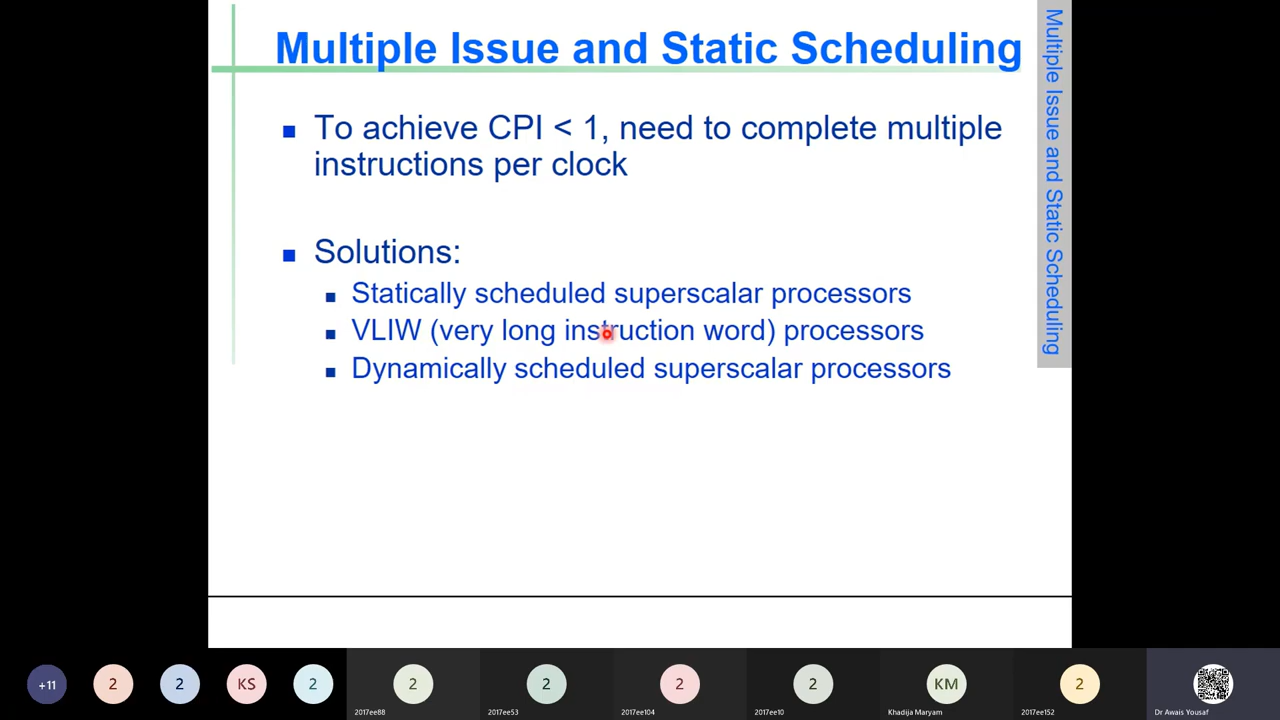 Multiple Issue and Static Scheduling
To achieve CPI < 1, need to complete multiple
instructions per clock
Solutions:
Statically scheduled superscalar processors
VLIW (very long instruction word) processors
Dynamically scheduled superscalar processors
Multiple Issue and Static Scheduling
+11
2
2
KS
2
2
2017ee88
2
2017ee53
2
2017ee104
2
2017ee10
KM
Khadija Maryam
2
2017ee152
Dr Awais Yousaf